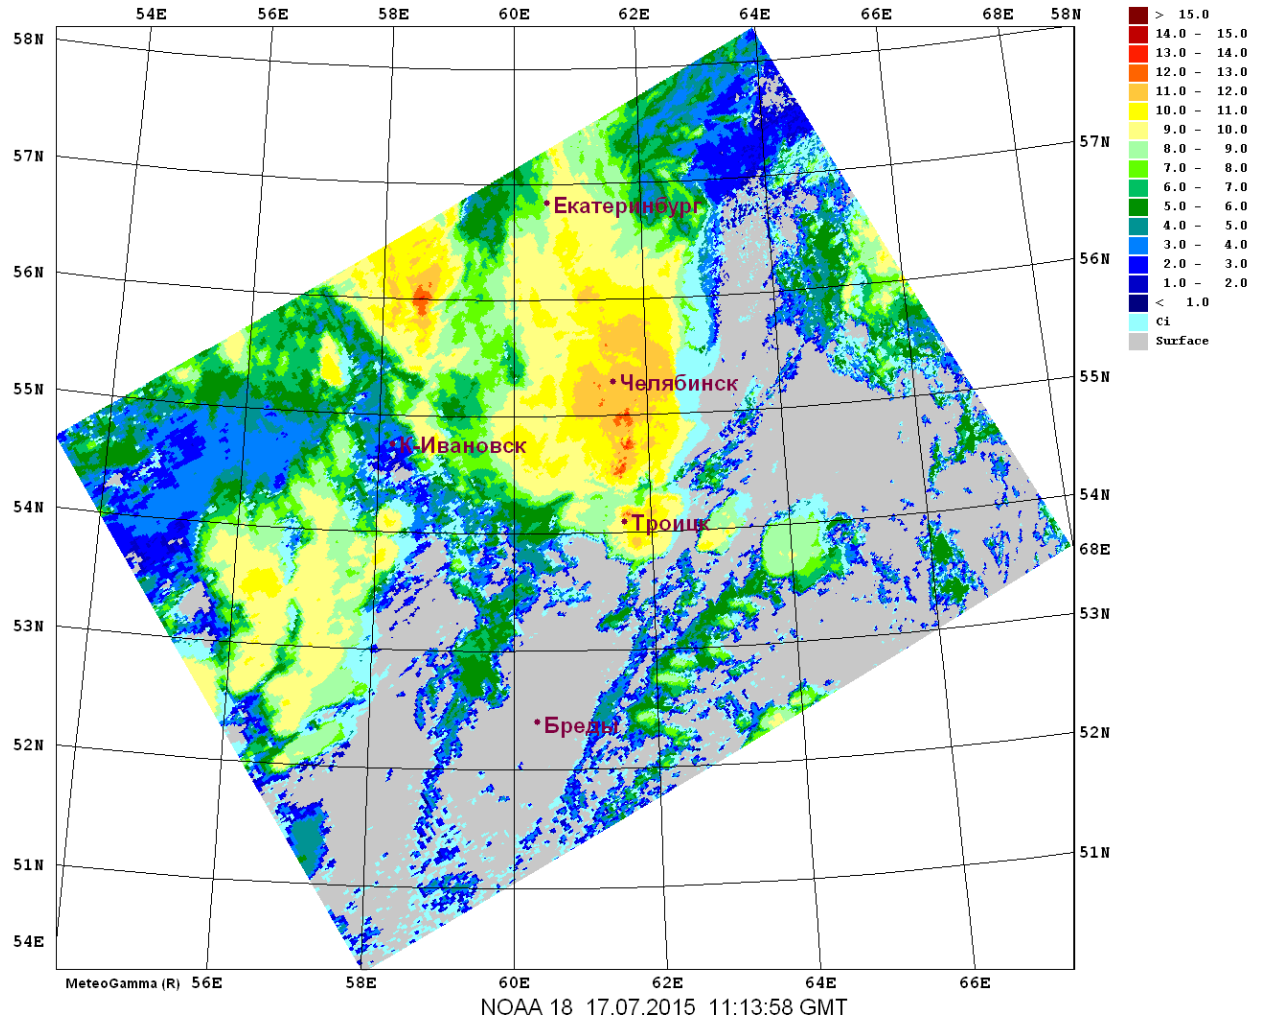 54E 56E 58E 60E 62E 64E 66E 68E 58N
58N
57N
57N
Екатеринбург
56N
56N
55N
55N
Челябинск
К-Ивановск
54N
54N
Троицк
68E
53N
53N
Бреды
52N
52N
51N
51N
54E
MeteoGamma (R) 56E 58E 60E 62E 64E 66E
NOAA 18 17.07.2015 11:13:58 GMT
> 15.0
14.0 - 15.0
13.0 - 14.0
12.0 - 13.0
11.0 - 12.0
10.0 - 11.0
9.0 - 10.0
8.0 - 9.0
7.0 - 8.0
6.0 - 7.0
5.0 - 6.0
4.0 - 5.0
3.0 - 4.0
2.0 - 3.0
1.0 - 2.0
< 1.0
Ci
Surface